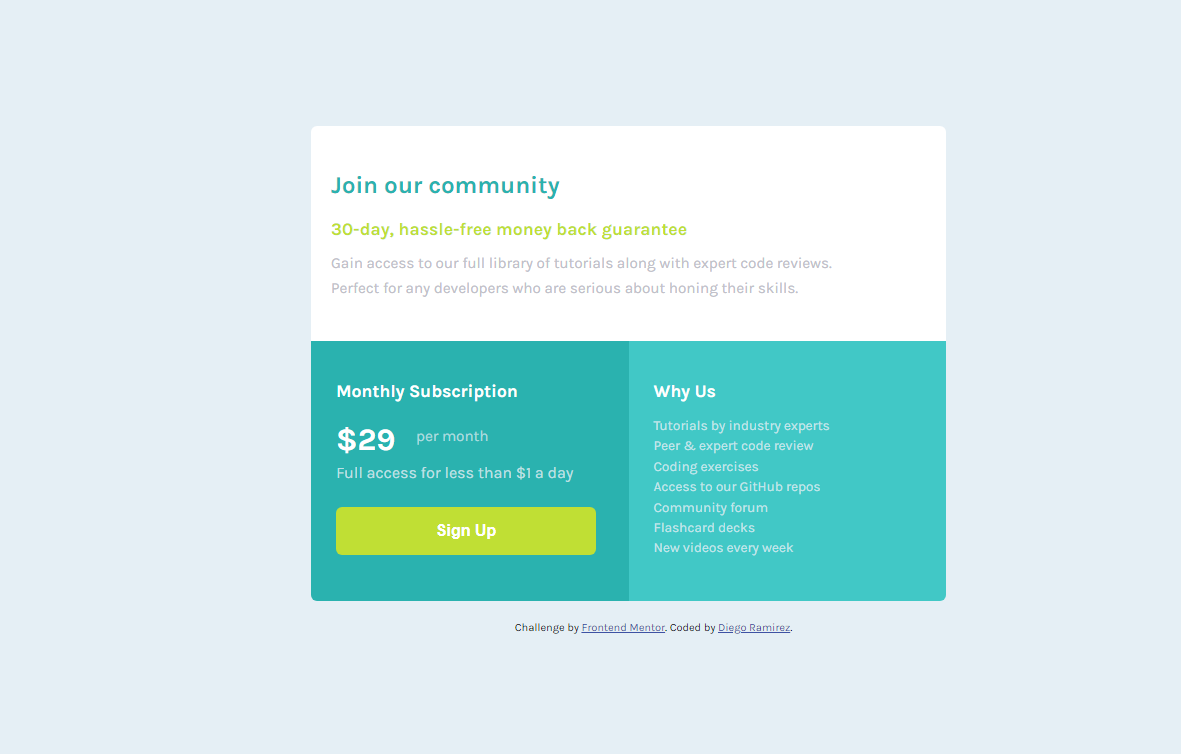 Join our community
30-day, hassle-free money back guarantee
Gain access to our full library of tutorials along with expert code reviews.
Perfect for any developers who are serious about honing their skills.
Monthly Subscription
$29 per month
Full access for less than $1 a day
Sign Up
Why Us
Tutorials by industry experts
Peer & expert code review
Coding exercises
Access to our GitHub repos
Community forum
Flashcard decks
New videos every week
Challenge by Frontend Mentor. Coded by Diego Ramirez.